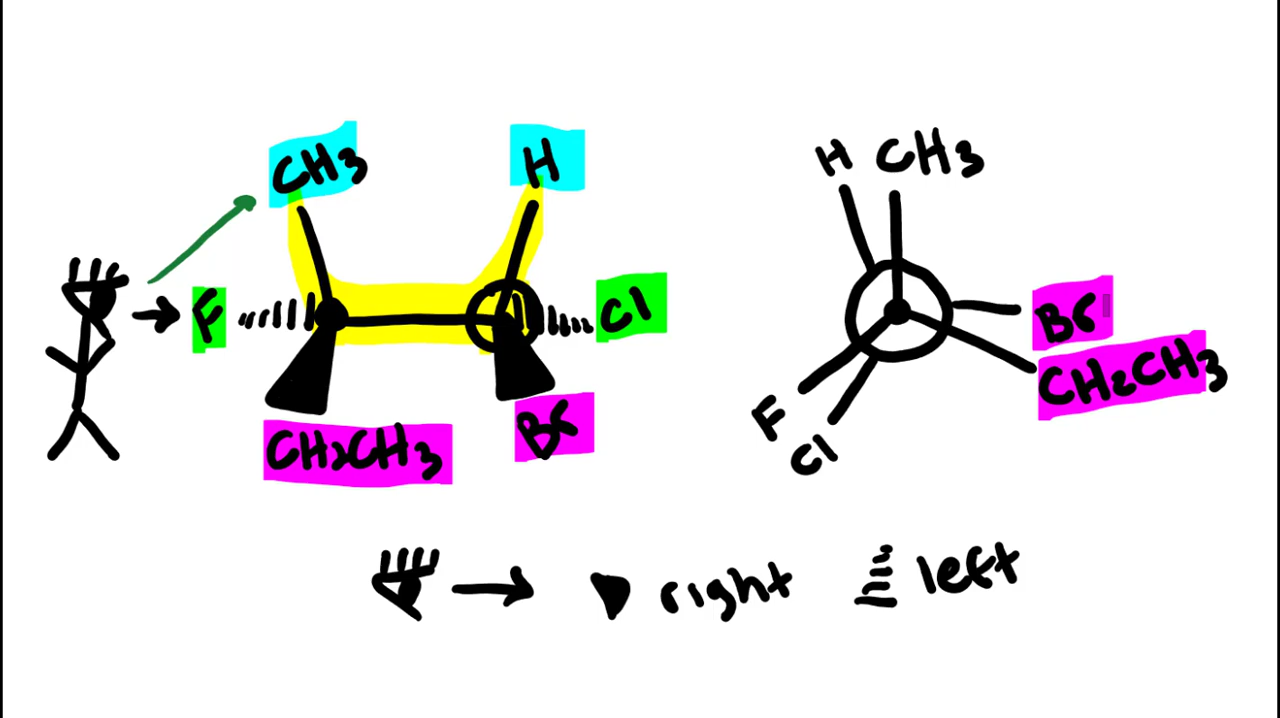 CH3 H
F Cl
CH2CH3 Br
H CH3
Br
CH2CH3
F
Cl
right left